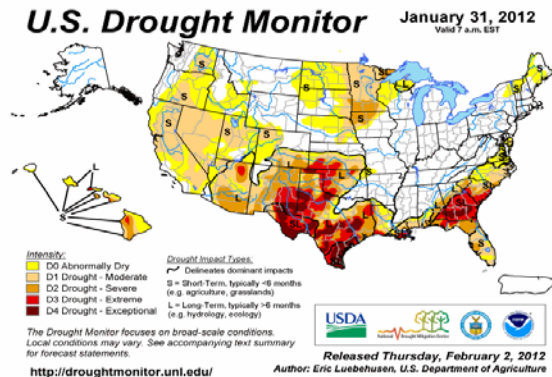 U.S. Drought Monitor
January 31, 2012
Valid 7 a.m. EST
Intensity:
D0 Abnormally Dry
D1 Drought - Moderate
D2 Drought - Severe
D3 Drought - Extreme
D4 Drought - Exceptional
Drought Impact Types:
Delineates dominant impacts
S = Short-Term, typically <6 months
(e.g. agriculture, grasslands)
L = Long-Term, typically >6 months
(e.g. hydrology, ecology)
The Drought Monitor focuses on broad-scale conditions.
Local conditions may vary. See accompanying text summary
for forecast statements.
http://droughtmonitor.unl.edu/
USDA
National Drought Mitigation Center
Released Thursday, February 2, 2012
Author: Eric Luebehusen, U.S. Department of Agriculture